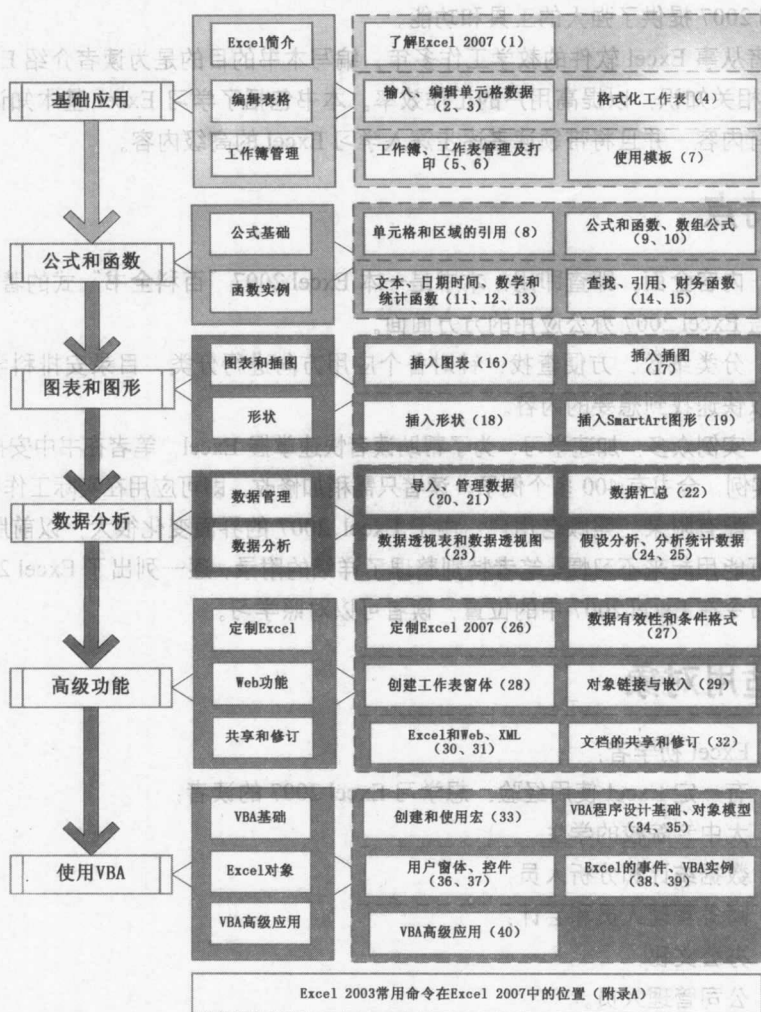 Excel简介
了解Excel 2007（1）
基础应用
编辑表格
输入、编辑单元格数据
（2、3）
格式化工作表（4）
工作簿管理
工作簿、工作表管理及打
印（5、6）
使用模板（7）
公式和函数
公式基础
单元格和区域的引用（8）
公式和函数、数组公式
（9、10）
函数实例
文本、日期时间、数学和
统计函数（11、12、13）
查找、引用、财务函数
（14、15）
图表和图形
图表和插图
插入图表（16）
插入插图
（17）
形状
插入形状（18）
插入SmartArt图形（19）
数据分析
数据管理
导入、管理数据
（20、21）
数据汇总（22）
数据分析
数据透视表和数据透视图
（23）
假设分析、分析统计数据
（24、25）
高级功能
定制Excel
定制Excel 2007（26）
数据有效性和条件格式
（27）
Web功能
创建工作表窗体（28）
对象链接与嵌入（29）
共享和修订
Excel和Web、XML
（30、31）
文档的共享和修订（32）
使用VBA
VBA基础
创建和使用宏（33）
VBA程序设计基础、对象模型
（34、35）
Excel对象
用户窗体、控件
（36、37）
Excel的事件、VBA实例
（38、39）
VBA高级应用
VBA高级应用（40）
Excel 2003常用命令在Excel 2007中的位置（附录A）